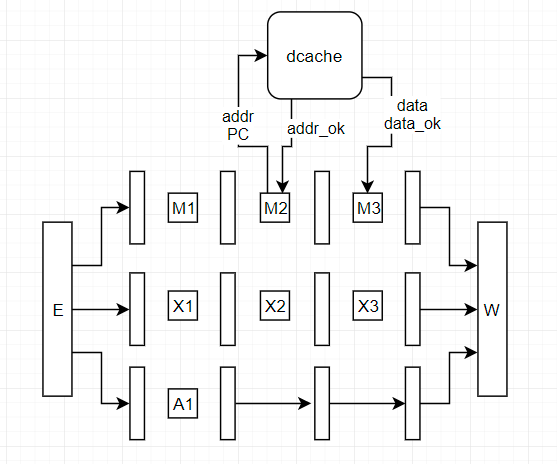 dcache
addr
PC
addr_ok
data
data_ok
M1
M2
M3
E
X1
X2
X3
W
A1